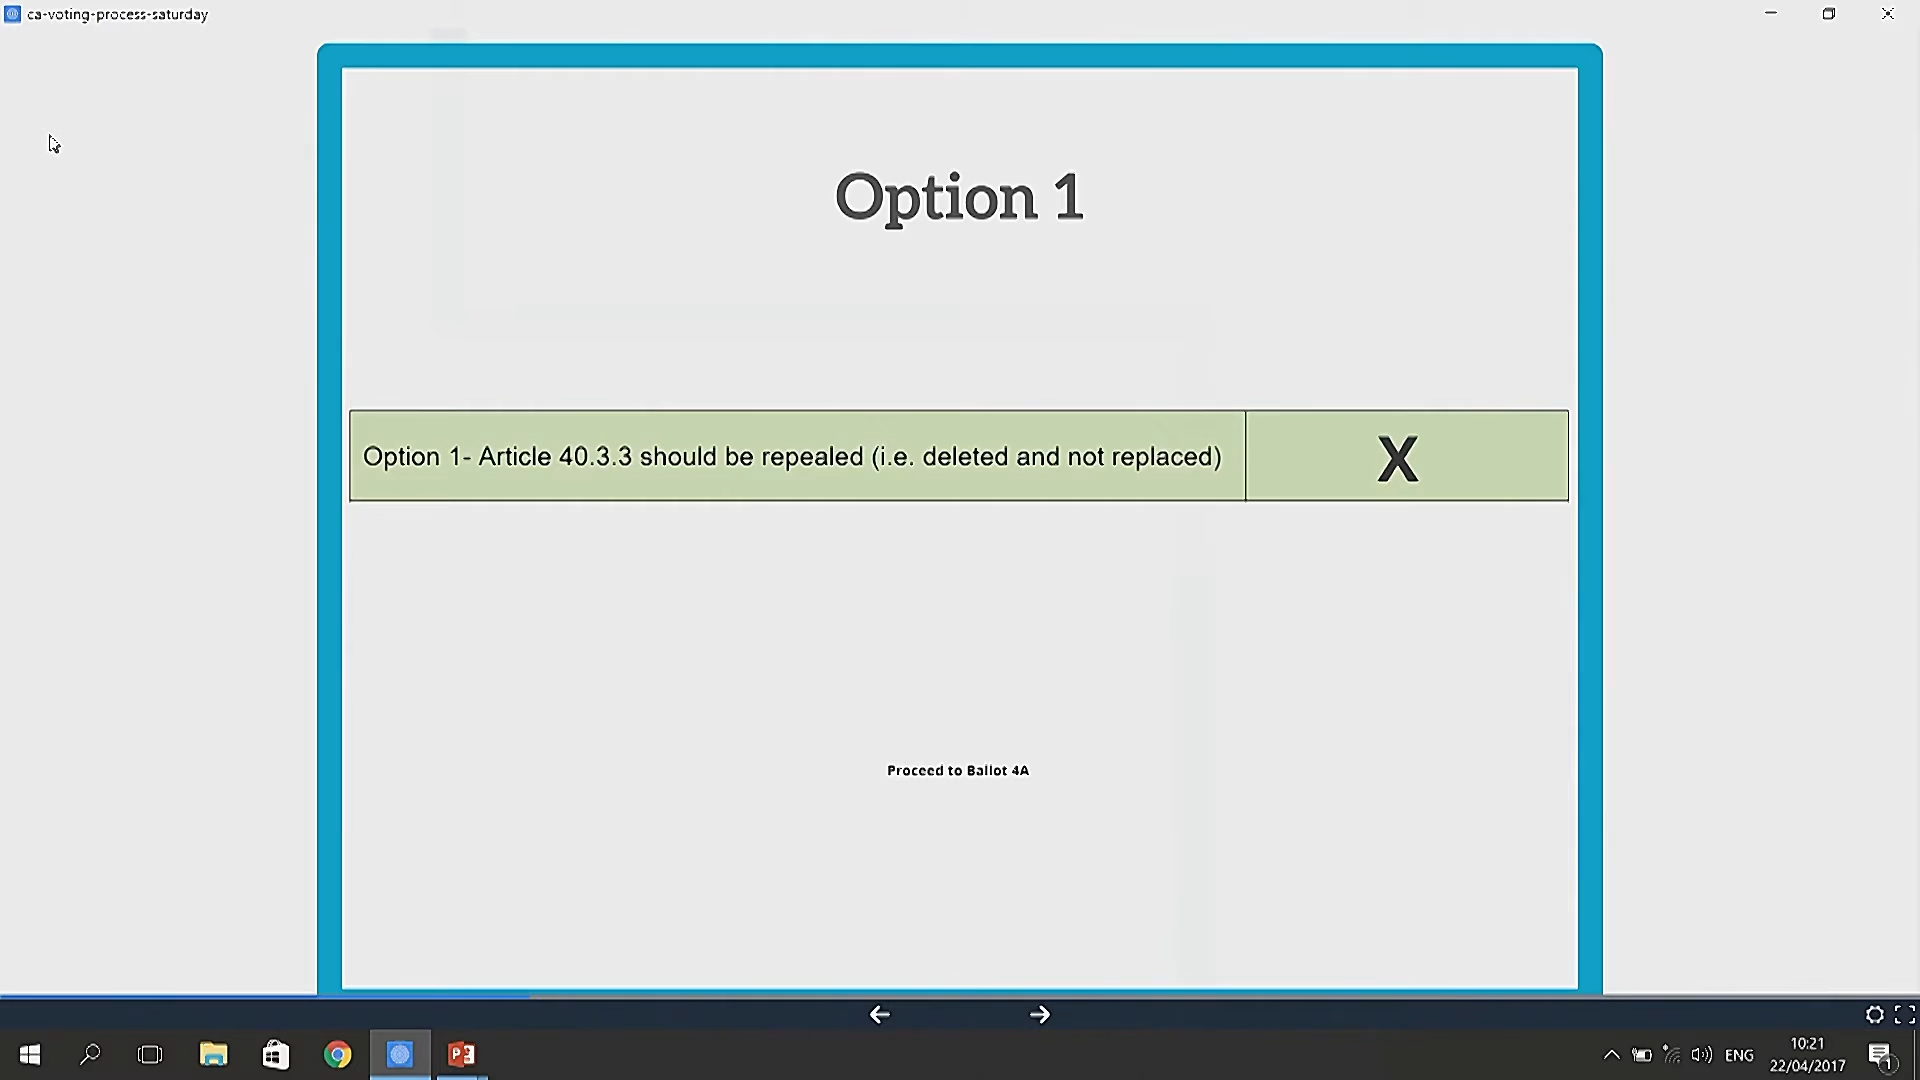 ca-voting-process-saturday
Option 1
Option 1- Article 40.3.3 should be repealed (i.e. deleted and not replaced)
X
Proceed to Ballot 4A
ENG
10:21
22/04/2017
1